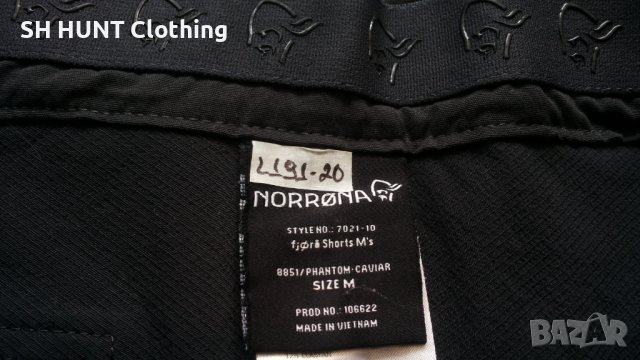 SH HUNT Clothing
L191-20
NORRØNA
STYLE NO.: 7021-10
fjørå Shorts M's
8851/PHANTOM-CAVIAR
SIZE M
PROD NO.: 106622
MADE IN VIETNAM
BAZAR